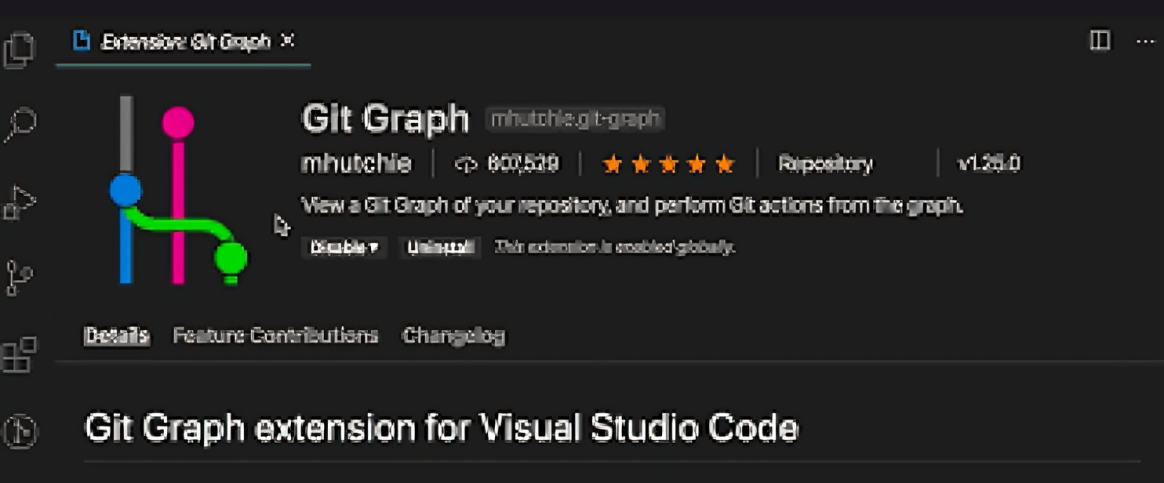 Extension: Git Graph
Git Graph mhutchie.git-graph
mhutchie 607,529 Repository v1.25.0
View a Git Graph of your repository, and perform Git actions from the graph.
Disable Uninstall This extension is enabled globally.
Details Feature Contributions Changelog
Git Graph extension for Visual Studio Code